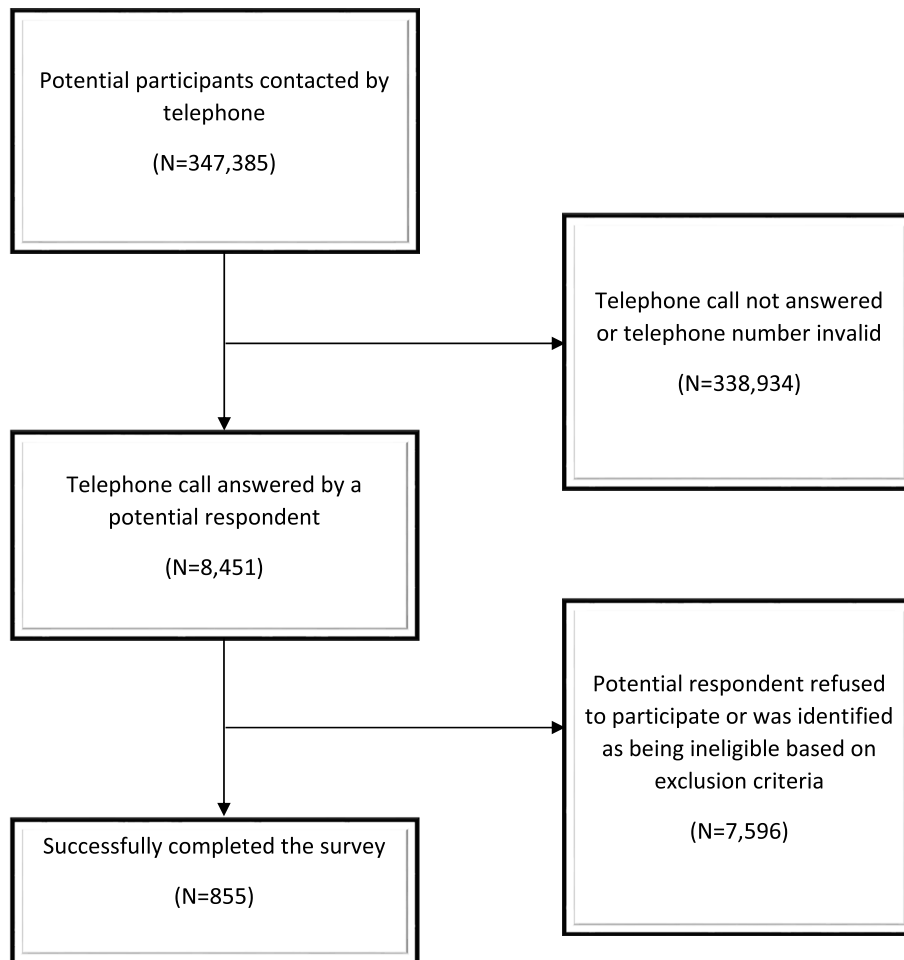 Potential participants contacted by
telephone
(N=347,385)
Telephone call not answered
or telephone number invalid
(N=338,934)
Telephone call answered by a
potential respondent
(N=8,451)
Potential respondent refused
to participate or was identified
as being ineligible based on
exclusion criteria
(N=7,596)
Successfully completed the survey
(N=855)